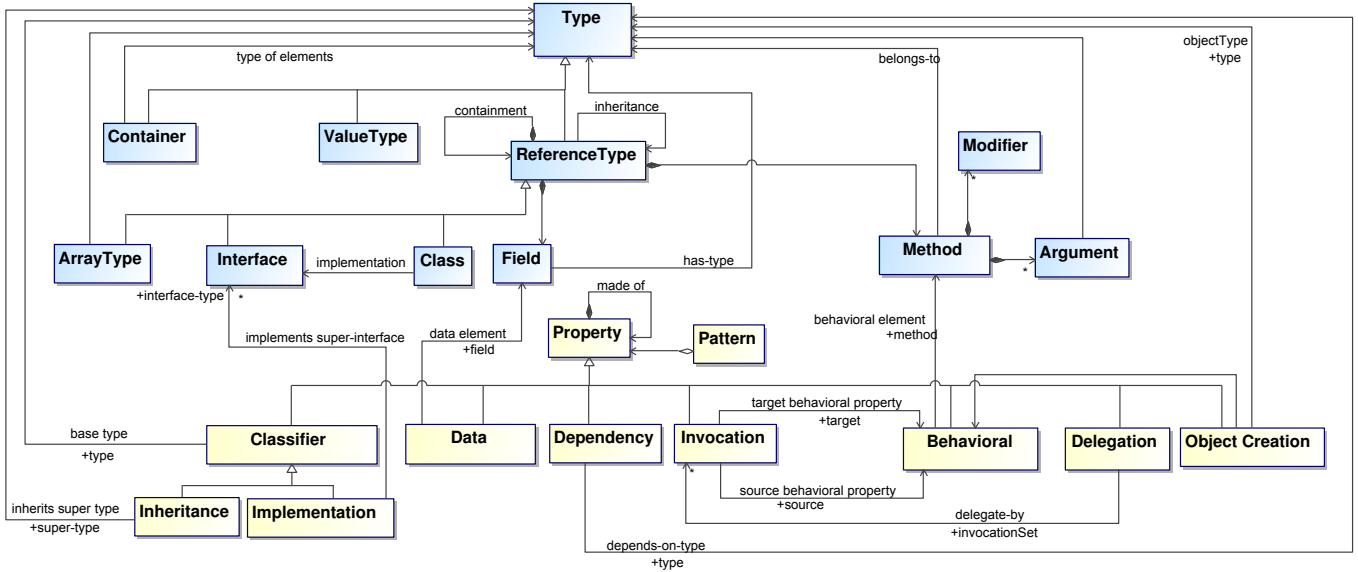 Type
objectType
+type
type of elements
belongs-to
containment
inheritance
Container
ValueType
ReferenceType
Modifier
*
ArrayType
Interface
implementation
Class
Field
has-type
Method
*
Argument
+interface-type
*
made of
implements super-interface
data element
+field
Property
Pattern
behavioral element
+method
base type
+type
Classifier
Data
Dependency
Invocation
target behavioral property
+target
Behavioral
Delegation
Object Creation
*
source behavioral property
+source
inherits super type
+super-type
Inheritance
Implementation
delegate-by
+invocationSet
depends-on-type
+type